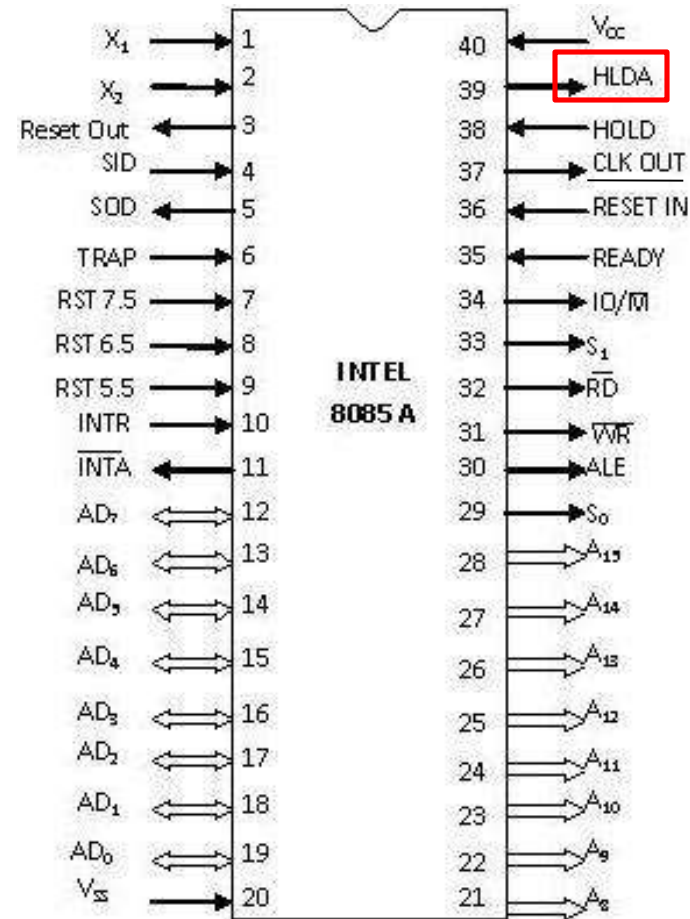 X₁ 1 40 Vcc
X₂ 2 39 HLDA
Reset Out 3 38 HOLD
SID 4 37 CLK OUT
SOD 5 36 RESET IN
TRAP 6 35 READY
RST 7.5 7 34 IO/M̅
RST 6.5 8 33 S₁
INTEL
RST 5.5 9 32 R̅D̅
8085 A
INTR 10 31 W̅R̅
I̅N̅T̅A̅ 11 30 ALE
AD₇ 12 29 S₀
AD₆ 13 28 A₁₅
AD₅ 14 27 A₁₄
AD₄ 15 26 A₁₃
AD₃ 16 25 A₁₂
AD₂ 17 24 A₁₁
AD₁ 18 23 A₁₀
AD₀ 19 22 A₉
Vss 20 21 A₈